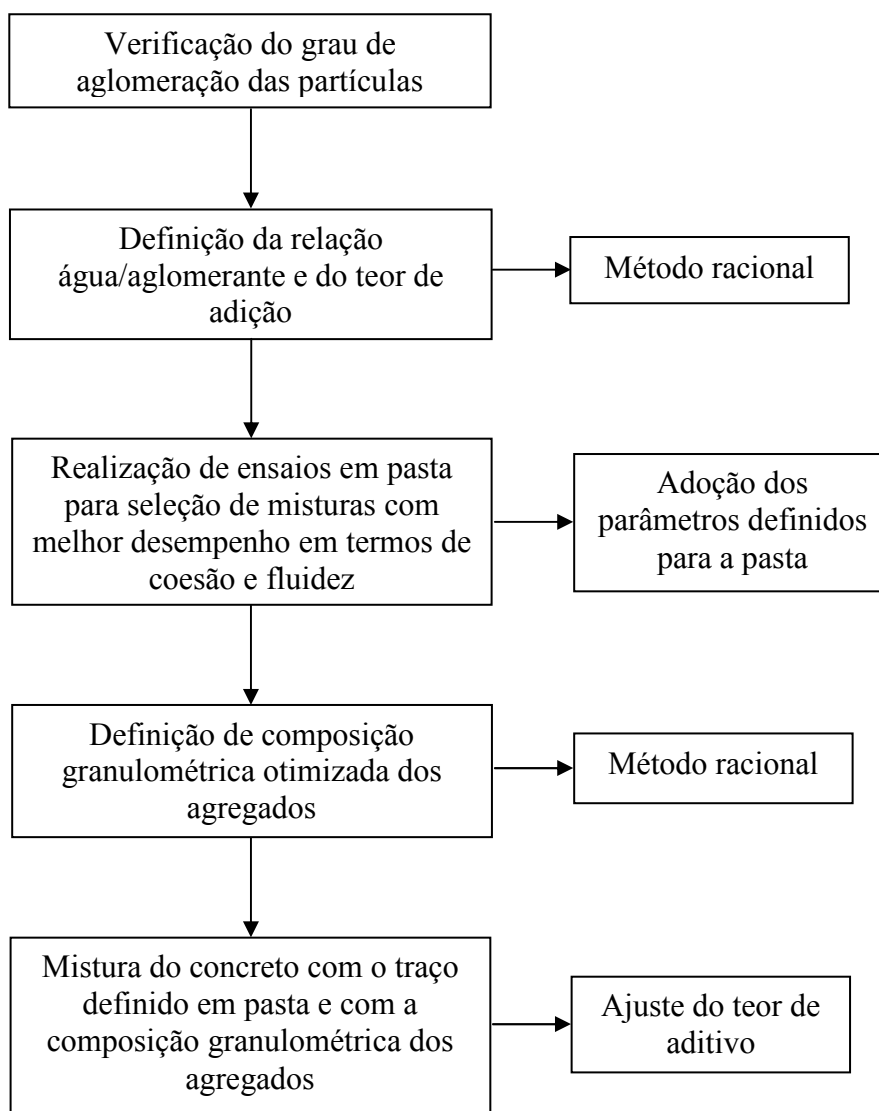 Verificação do grau de
aglomeração das partículas
Definição da relação
água/aglomerante e do teor de
adição
Método racional
Realização de ensaios em pasta
para seleção de misturas com
melhor desempenho em termos de
coesão e fluidez
Adoção dos
parâmetros definidos
para a pasta
Definição de composição
granulométrica otimizada dos
agregados
Método racional
Mistura do concreto com o traço
definido em pasta e com a
composição granulométrica dos
agregados
Ajuste do teor de
aditivo